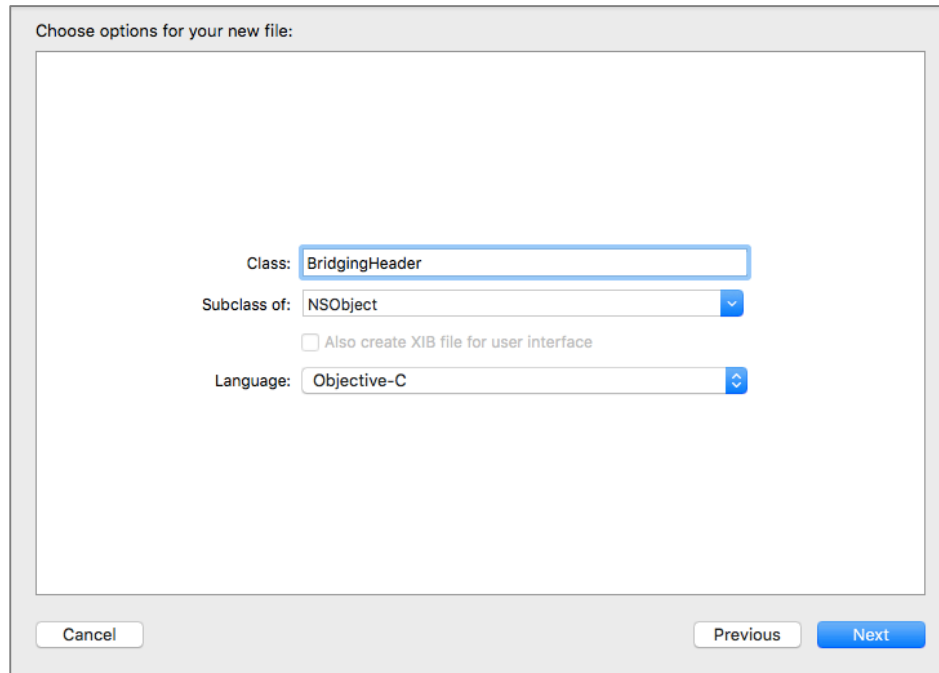 Choose options for your new file:
Class: BridgingHeader
Subclass of: NSObject
Also create XIB file for user interface
Language: Objective-C
Cancel Previous Next